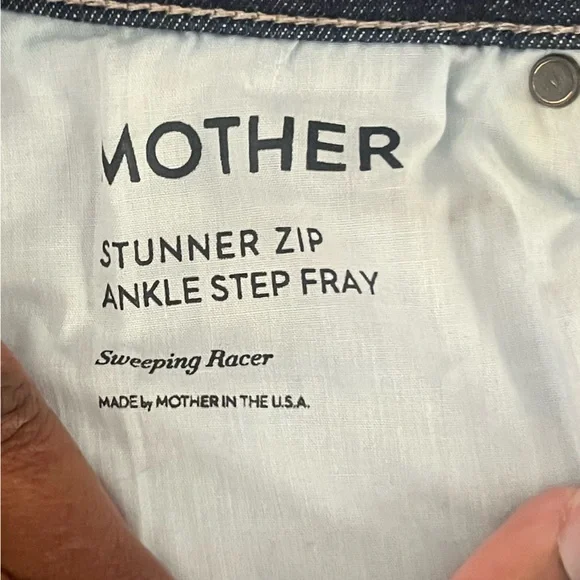 MOTHER
STUNNER ZIP
ANKLE STEP FRAY
Sweeping Racer
MADE by MOTHER IN THE U.S.A.